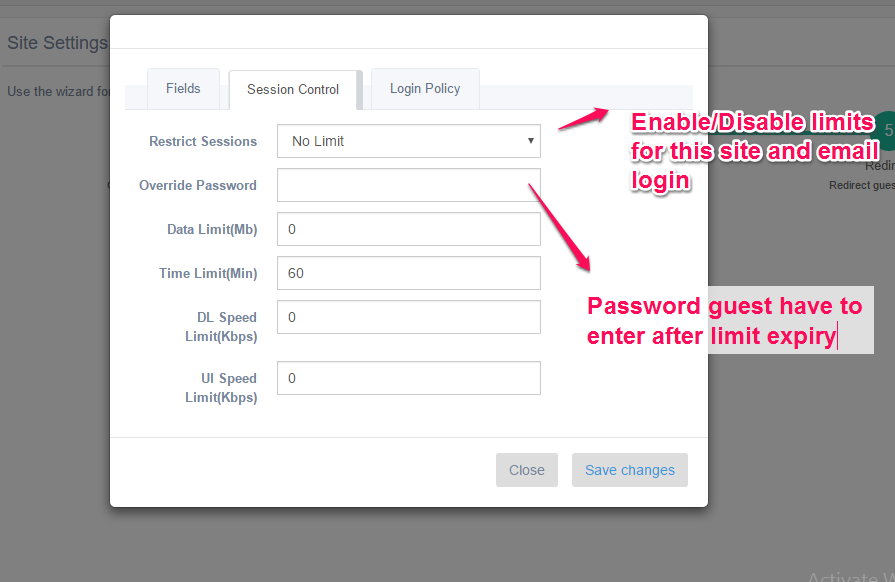 Site Settings
Use the wizard for
Fields
Session Control
Login Policy
Restrict Sessions
No Limit
Override Password
Data Limit(Mb)
0
Time Limit(Min)
60
DL Speed
Limit(Kbps)
0
UI Speed
Limit(Kbps)
0
Close
Save changes
Enable/Disable limits
for this site and email
login
5
Redir
Redirect gues
Password guest have to
enter after limit expiry
Activate W